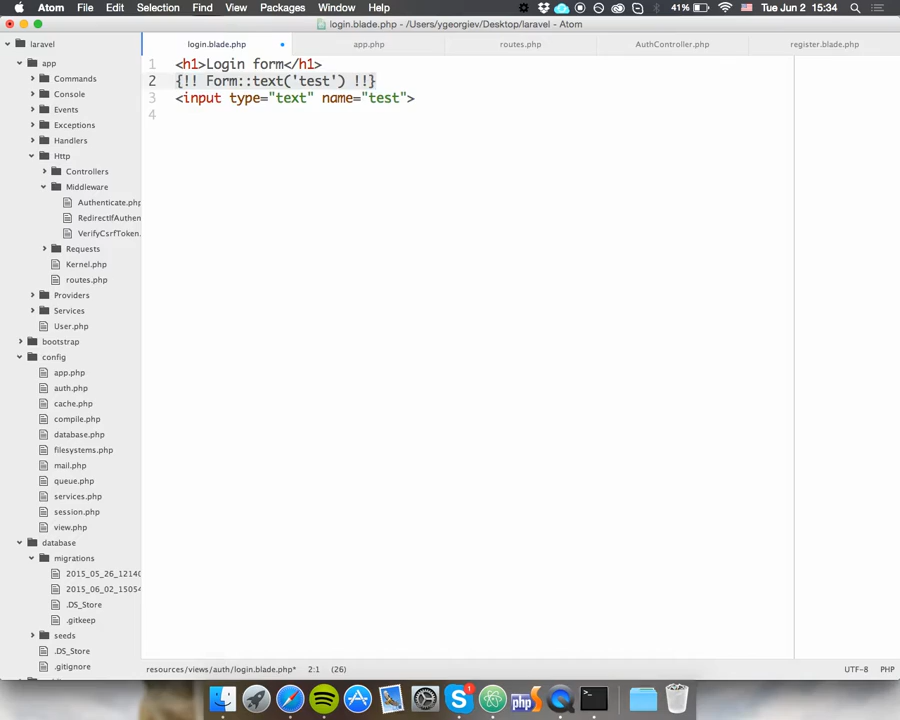 Atom File Edit Selection View Find Packages Window Help 41% Tue Jun 2 15:34
login.blade.php - /Users/ygeorgiev/Desktop/laravel - Atom
laravel
login.blade.php
app.php
routes.php
AuthController.php
register.blade.php
app
Commands
Console
Events
Exceptions
Handlers
Http
Controllers
Middleware
Authenticate.php
RedirectIfAuthen
VerifyCsrfToken.
Requests
Kernel.php
routes.php
Providers
Services
User.php
bootstrap
config
app.php
auth.php
cache.php
compile.php
database.php
filesystems.php
mail.php
queue.php
services.php
session.php
view.php
database
migrations
2015_05_26_12140
2015_06_02_15054
.DS_Store
.gitkeep
seeds
.DS_Store
.gitignore
1 <h1>Login form</h1>
2 {!! Form::text('test') !!}
3 <input type="text" name="test">
4
resources/views/auth/login.blade.php* 2:1 (26) UTF-8 PHP
1
php